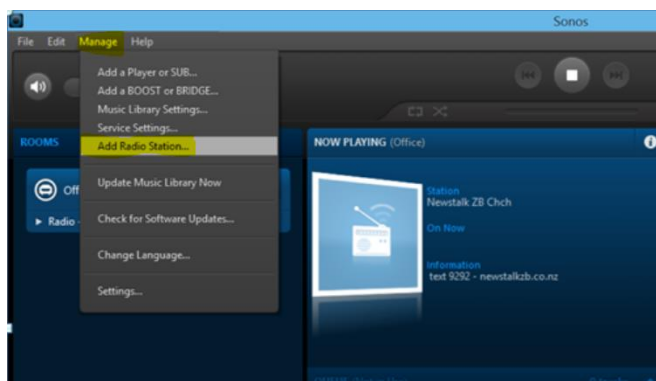 Sonos
File Edit Manage Help
Add a Player or SUB...
Add a BOOST or BRIDGE...
Music Library Settings...
Service Settings...
Add Radio Station...
Update Music Library Now
Check for Software Updates...
Change Language...
Settings...
ROOMS
Radio
NOW PLAYING (Office)
Station
Newstalk ZB Chch
On Now
Information
text 9292 - newstalkzb.co.nz